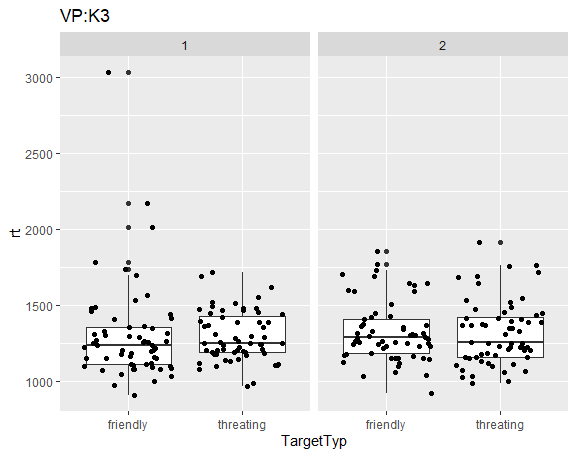 VP:K3
1 2
3000
2500
2000
1500
1000
rt
friendly threating friendly threating
TargetTyp